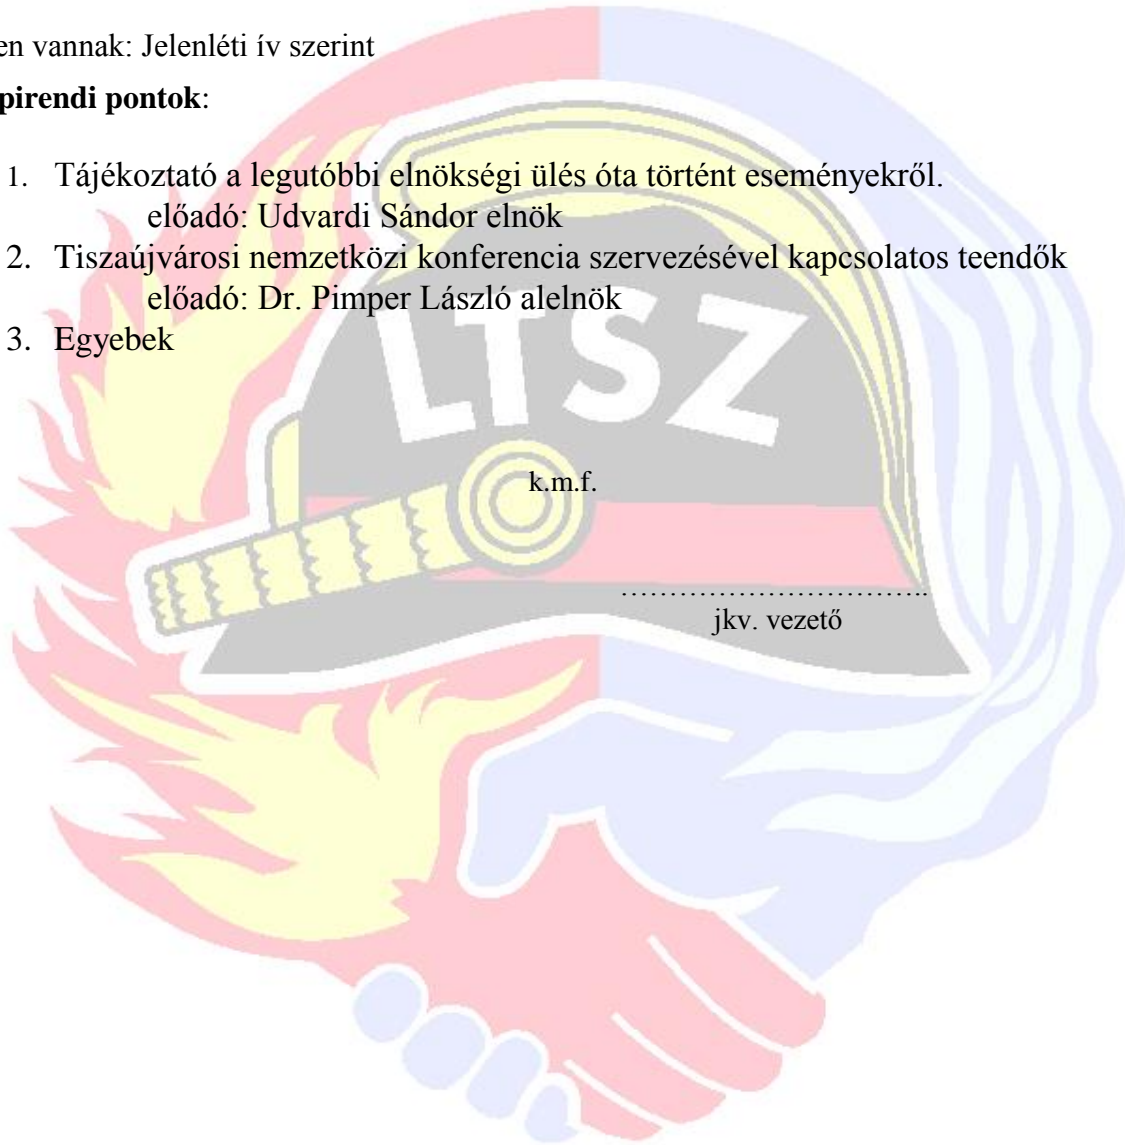 en vannak: Jelenléti ív szerint
pirendi pontok:
1. Tájékoztató a legutóbbi elnökségi ülés óta történt eseményekről.
előadó: Udvardi Sándor elnök
2. Tiszaújvárosi nemzetközi konferencia szervezésével kapcsolatos teendők
előadó: Dr. Pimper László alelnök
3. Egyebek
LTSZ
k.m.f.
…………………………..
jkv. vezető